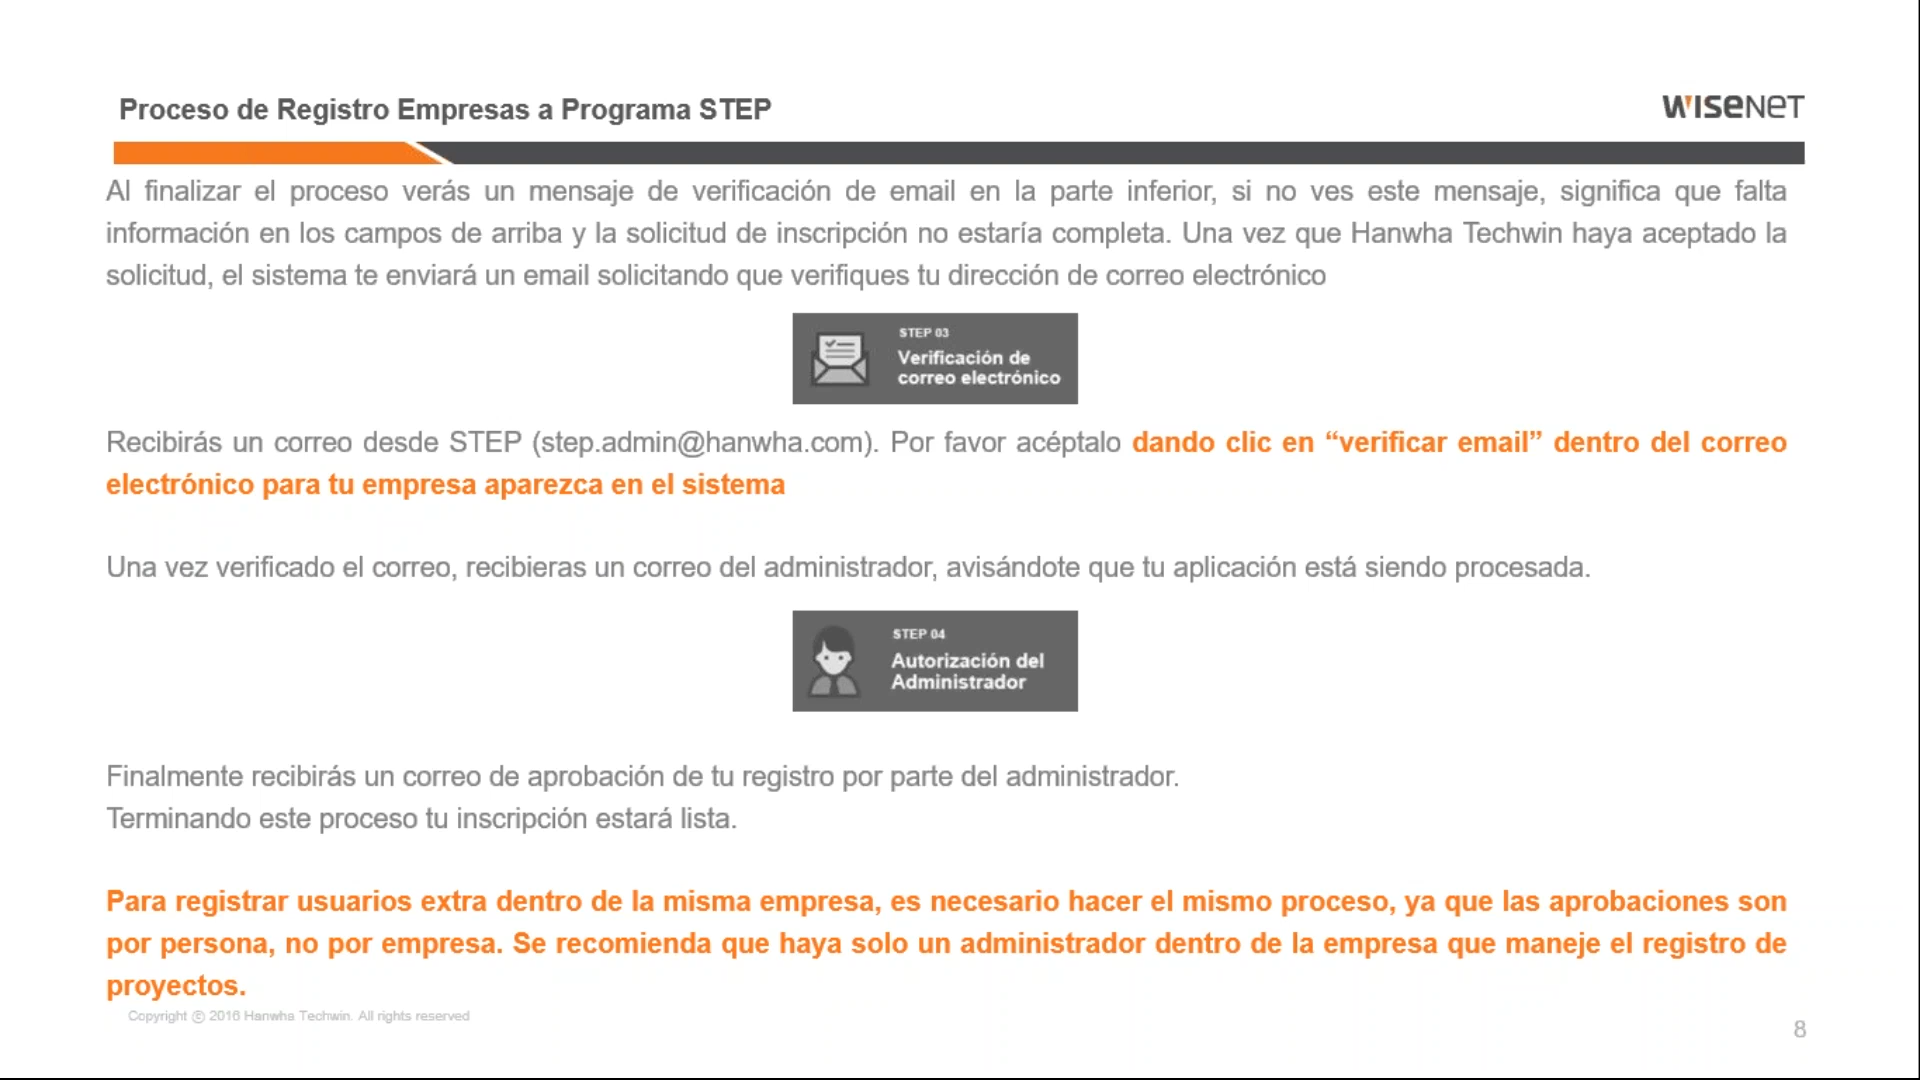 Proceso de Registro Empresas a Programa STEP
WISENET
Al finalizar el proceso verás un mensaje de verificación de email en la parte inferior, si no ves este mensaje, significa que falta
información en los campos de arriba y la solicitud de inscripción no estaría completa. Una vez que Hanwha Techwin haya aceptado la
solicitud, el sistema te enviará un email solicitando que verifiques tu dirección de correo electrónico
STEP 03
Verificación de
correo electrónico
Recibirás un correo desde STEP (step.admin@hanwha.com). Por favor acéptalo dando clic en “verificar email” dentro del correo
electrónico para tu empresa aparezca en el sistema
Una vez verificado el correo, recibieras un correo del administrador, avisándote que tu aplicación está siendo procesada.
STEP 04
Autorización del
Administrador
Finalmente recibirás un correo de aprobación de tu registro por parte del administrador.
Terminando este proceso tu inscripción estará lista.
Para registrar usuarios extra dentro de la misma empresa, es necesario hacer el mismo proceso, ya que las aprobaciones son
por persona, no por empresa. Se recomienda que haya solo un administrador dentro de la empresa que maneje el registro de
proyectos.
Copyright ⓒ 2016 Hanwha Techwin. All rights reserved
8